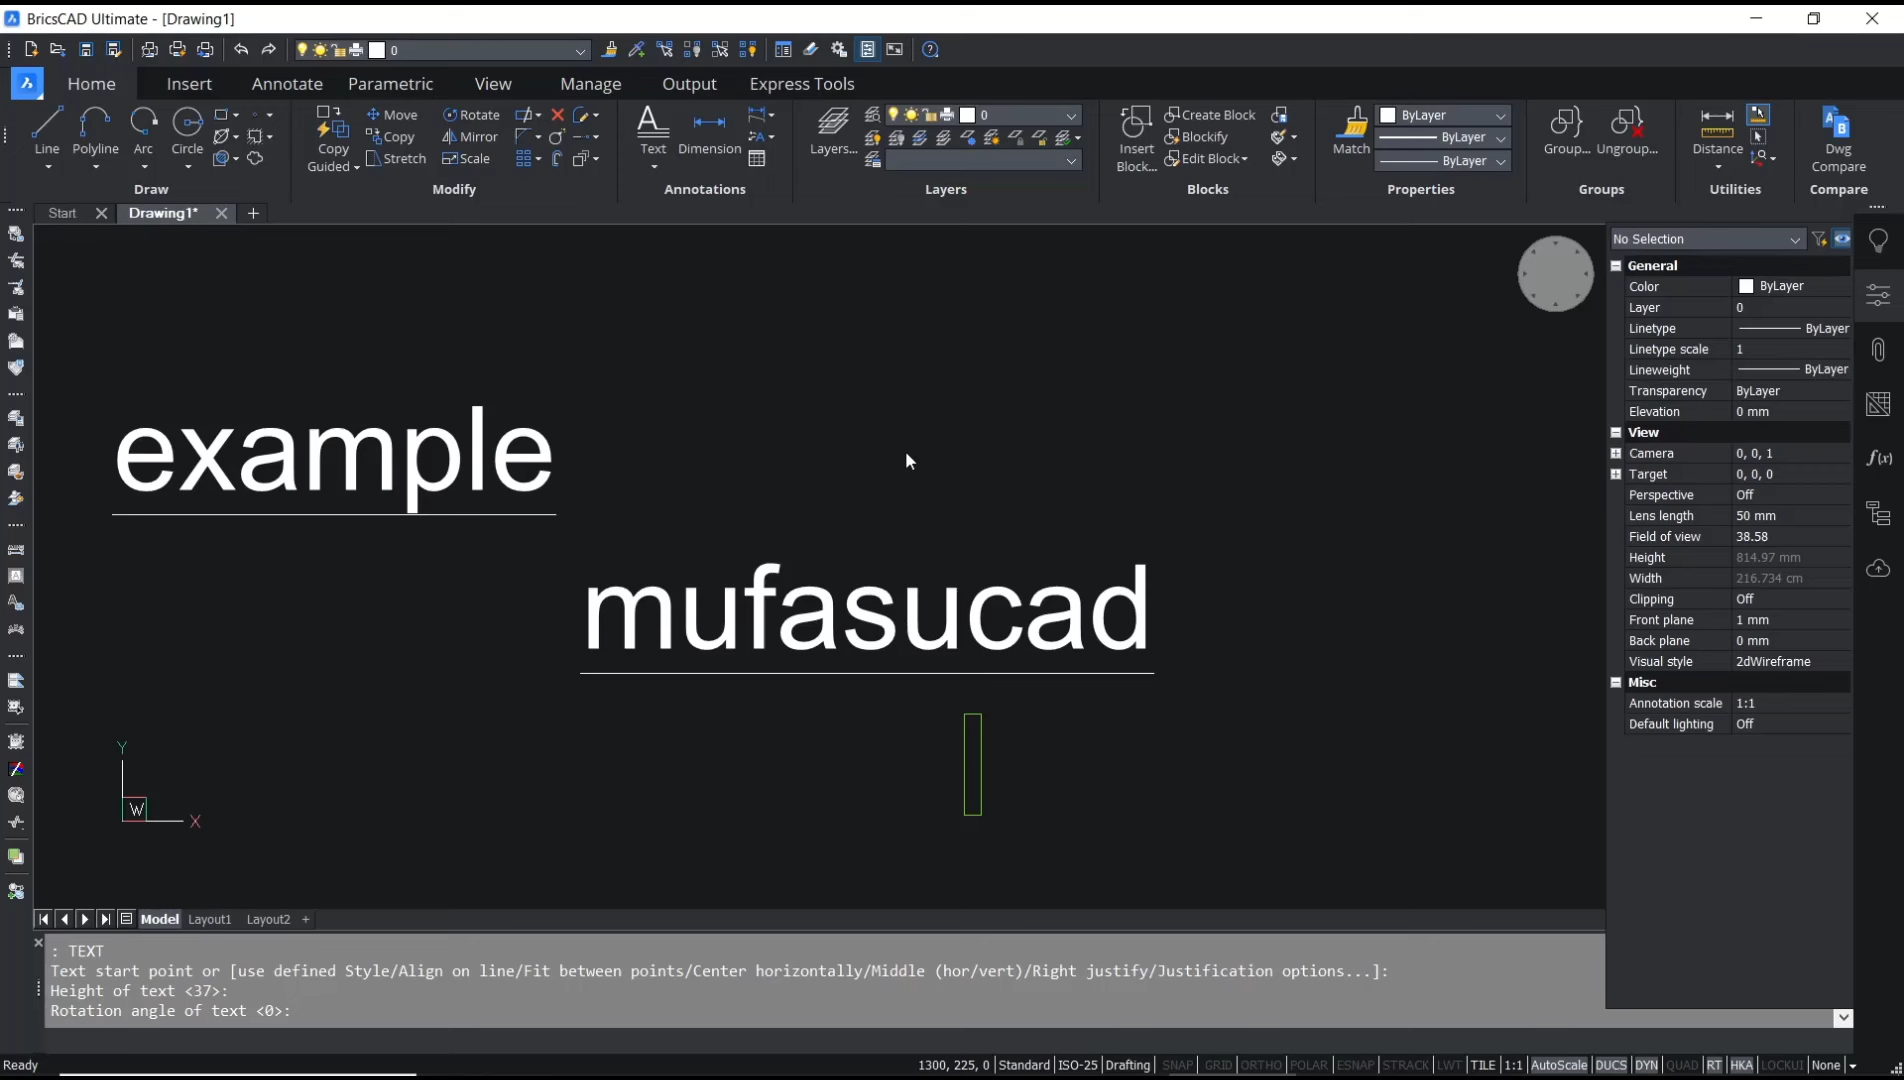 BricsCAD Ultimate - [Drawing1]
0
Home Insert Annotate Parametric View Manage Output Express Tools
Line Polyline Arc Circle
Draw
Copy Guided
Move Rotate
Copy Mirror
Stretch Scale
Modify
Text Dimension
Annotations
Layers...
0
Layers
Insert Block...
Create Block
Blockify
Edit Block
Blocks
Match
ByLayer
ByLayer
ByLayer
Properties
Group... Ungroup...
Groups
Distance
Utilities
Dwg Compare
Compare
Start Drawing1*
No Selection
General
Color ByLayer
Layer 0
Linetype ByLayer
Linetype scale 1
Lineweight ByLayer
Transparency ByLayer
Elevation 0 mm
View
Camera 0, 0, 1
Target 0, 0, 0
Perspective Off
Lens length 50 mm
Field of view 38.58
Height 814.97 mm
Width 216.734 cm
Clipping Off
Front plane 1 mm
Back plane 0 mm
Visual style 2dWireframe
Misc
Annotation scale 1:1
Default lighting Off
f(x)
example
mufasucad
Y
W X
Model Layout1 Layout2 +
: TEXT
Text start point or [use defined Style/Align on line/Fit between points/Center horizontally/Middle (hor/vert)/Right justify/Justification options...]:
Height of text <37>:
Rotation angle of text <0>:
Ready 1300, 225, 0 Standard ISO-25 Drafting SNAP GRID ORTHO POLAR ESNAP STRACK LWT TILE 1:1 AutoScale DUCS DYN QUAD RT HKA LOCKUI None